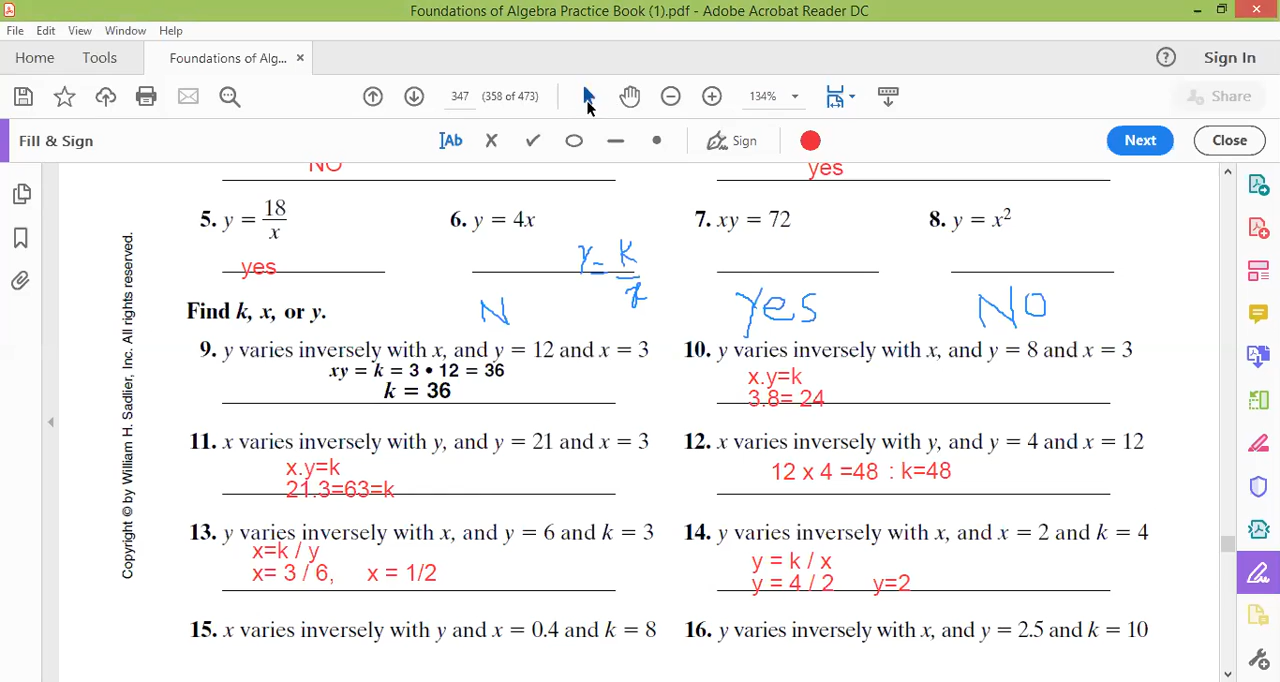 Foundations of Algebra Practice Book (1).pdf - Adobe Acrobat Reader DC
File Edit View Window Help
Home Tools Foundations of Alg... × Sign In
347 (358 of 473) 134% Share
Fill & Sign Ab Sign Next Close
NO yes
5. y = 18/x 6. y = 4x 7. xy = 72 8. y = x²
yes y = k/x
Find k, x, or y. N Yes NO
9. y varies inversely with x, and y = 12 and x = 3
xy = k = 3 • 12 = 36
k = 36
10. y varies inversely with x, and y = 8 and x = 3
x.y=k
3.8= 24
11. x varies inversely with y, and y = 21 and x = 3
x.y=k
21.3=63=k
12. x varies inversely with y, and y = 4 and x = 12
12 x 4 =48 : k=48
13. y varies inversely with x, and y = 6 and k = 3
x=k / y
x= 3 / 6, x = 1/2
14. y varies inversely with x, and x = 2 and k = 4
y = k / x
y = 4 / 2 y=2
15. x varies inversely with y and x = 0.4 and k = 8
16. y varies inversely with x, and y = 2.5 and k = 10
Copyright © by William H. Sadlier, Inc. All rights reserved.